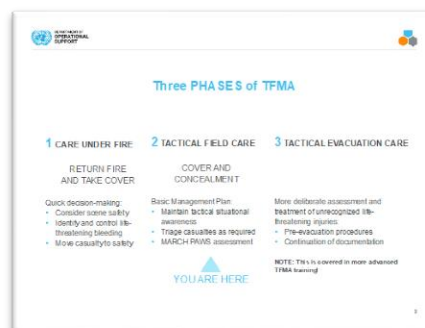 DEPARTMENT OF
OPERATIONAL
SUPPORT
Three PHASES of TFMA
1 CARE UNDER FIRE
RETURN FIRE
AND TAKE COVER
Quick decision-making:
• Consider scene safety
• Identify and control life-
threatening bleeding
• Move casualty to safety
2 TACTICAL FIELD CARE
COVER AND
CONCEALMENT
Basic Management Plan:
• Maintain tactical situational
awareness
• Triage casualties as required
• MARCH PAWS assessment
YOU ARE HERE
3 TACTICAL EVACUATION CARE
More deliberate assessment and
treatment of unrecognized life-
threatening injuries:
• Pre-evacuation procedures
• Continuation of documentation
NOTE: This is covered in more advanced
TFMA training!